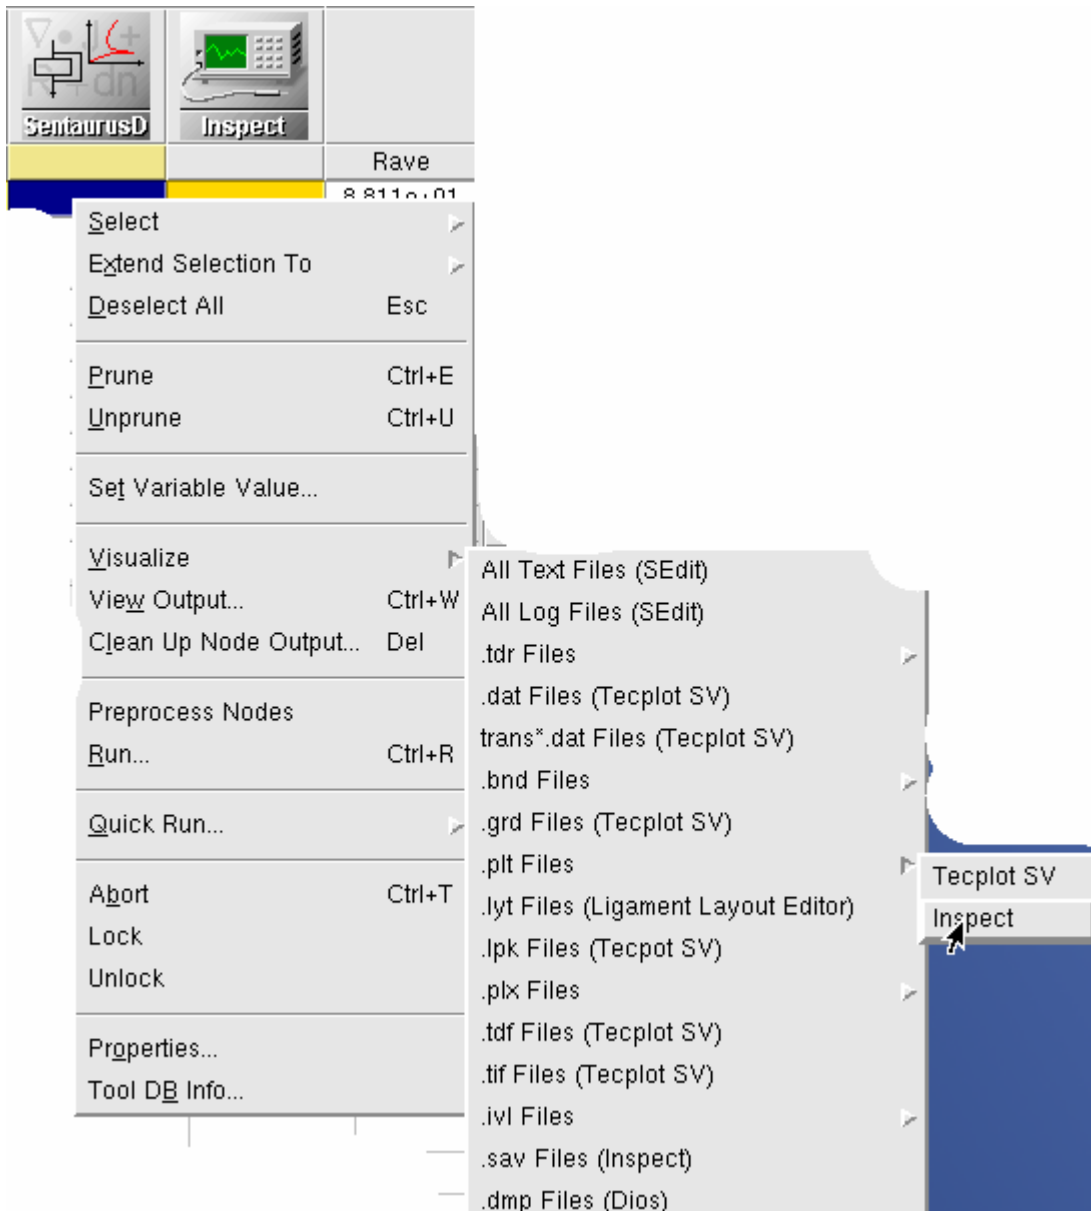 SentaurusD
Inspect
Rave
8.811e+01
Select
Extend Selection To
Deselect All Esc
Prune Ctrl+E
Unprune Ctrl+U
Set Variable Value...
Visualize
View Output... Ctrl+W
Clean Up Node Output... Del
Preprocess Nodes
Run... Ctrl+R
Quick Run...
Abort Ctrl+T
Lock
Unlock
Properties...
Tool DB Info...
All Text Files (SEdit)
All Log Files (SEdit)
.tdr Files
.dat Files (Tecplot SV)
trans*.dat Files (Tecplot SV)
.bnd Files
.grd Files (Tecplot SV)
.plt Files
.lyt Files (Ligament Layout Editor)
.lpk Files (Tecpot SV)
.plx Files
.tdf Files (Tecplot SV)
.tif Files (Tecplot SV)
.ivl Files
.sav Files (Inspect)
.dmp Files (Dios)
Tecplot SV
Inspect